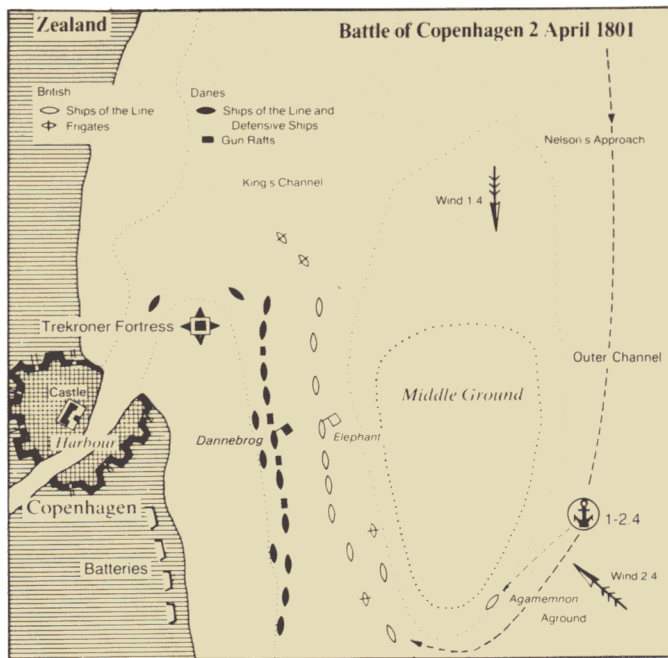 Zealand
Battle of Copenhagen 2 April 1801
British
Ships of the Line
Frigates
Danes
Ships of the Line and
Defensive Ships
Gun Rafts
Nelson's Approach
King's Channel
Wind 1.4
Trekroner Fortress
Outer Channel
Castle
Middle Ground
Harbour
Dannebrog
Elephant
Copenhagen
1-2.4
Batteries
Wind 2.4
Agamemnon
Aground